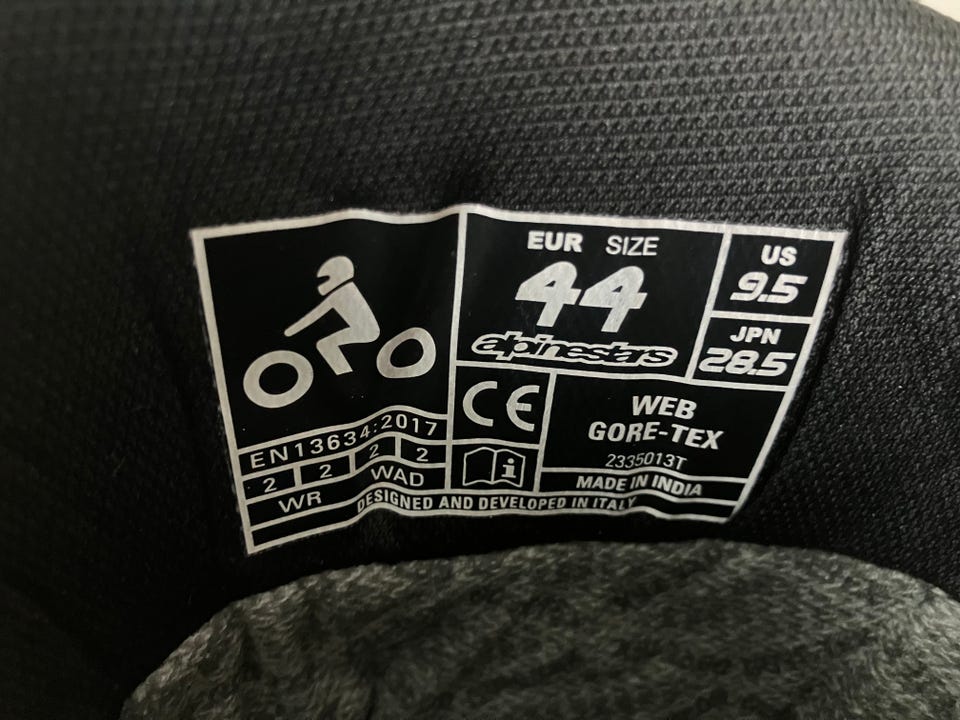 EUR SIZE
44
alpinestars
US
9.5
JPN
28.5
EN13634:2017
2 2 2 2
WR WAD
CE
i
WEB
GORE-TEX
2335013T
MADE IN INDIA
DESIGNED AND DEVELOPED IN ITALY